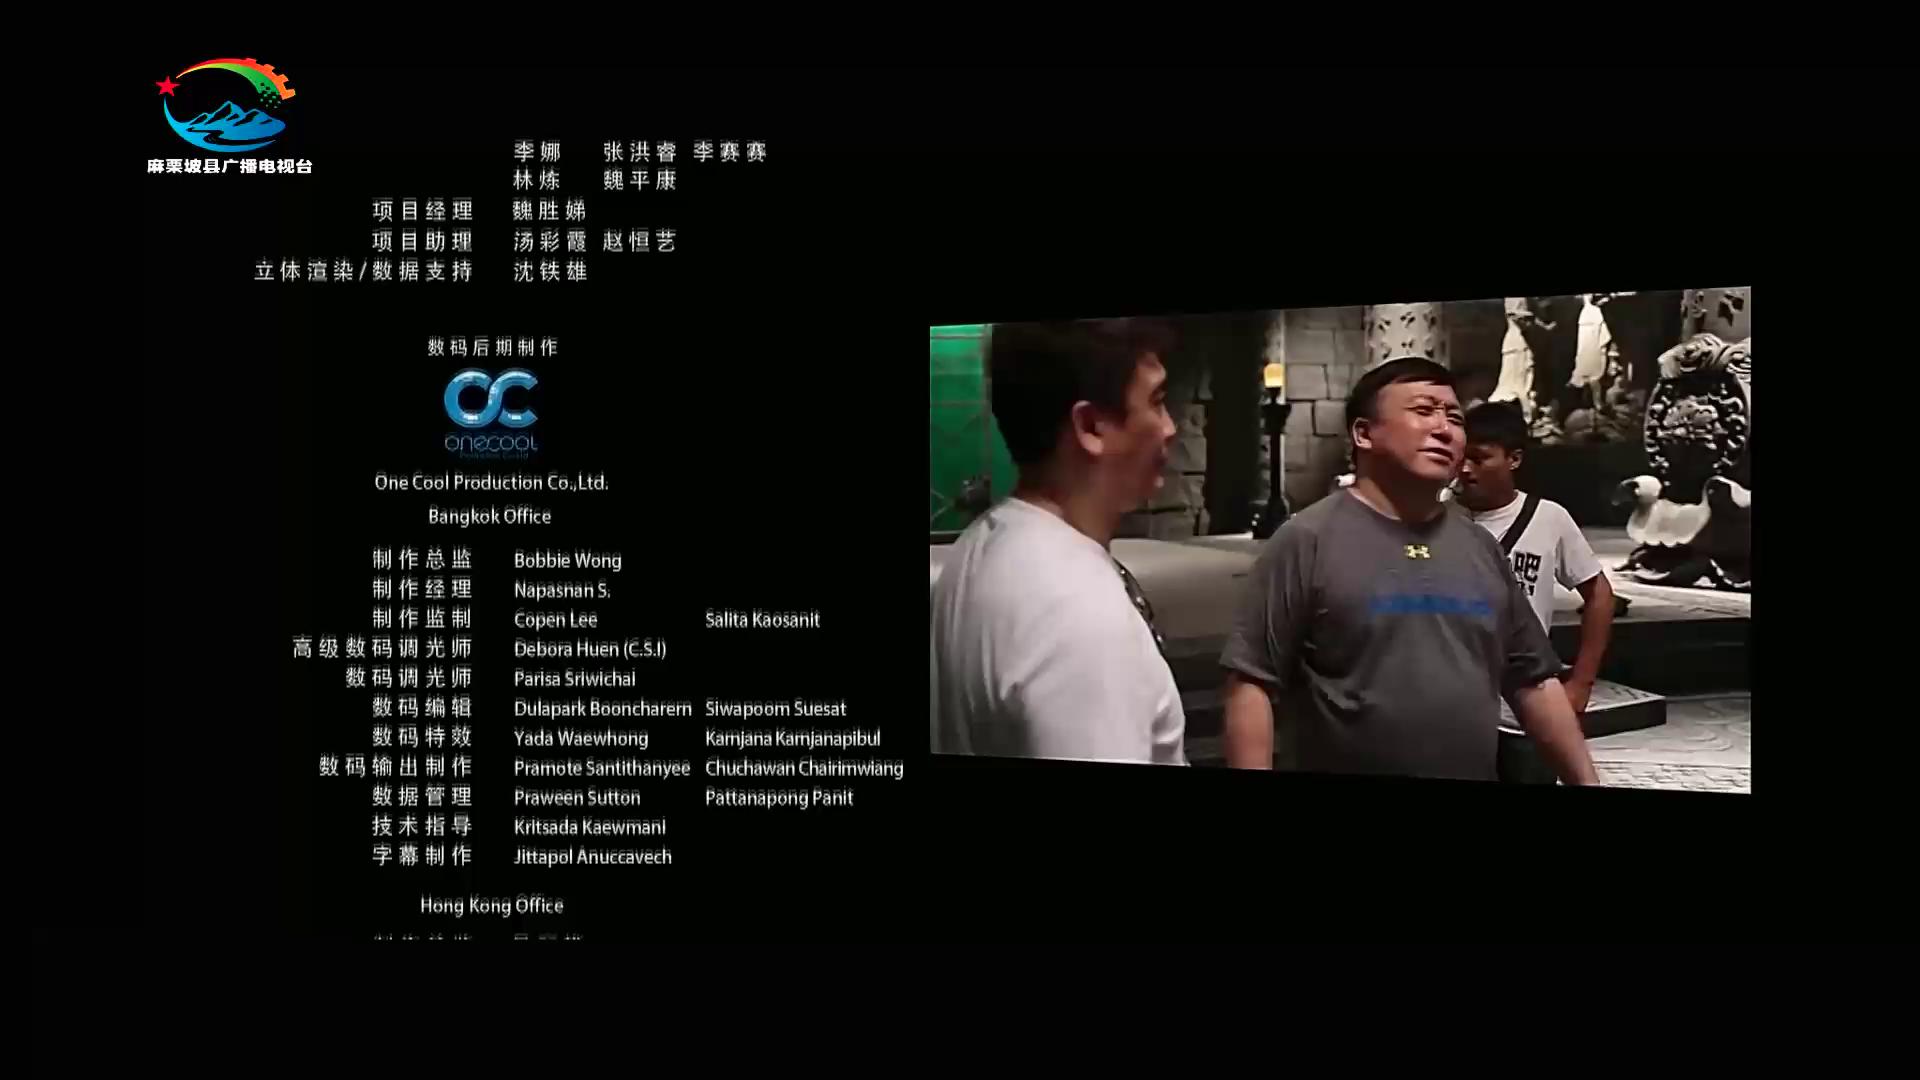 麻栗坡县广播电视台
李娜 张洪睿 李赛赛
林炼 魏平康
项目经理 魏胜娣
项目助理 汤彩霞 赵恒艺
立体渲染/数据支持 沈铁雄
数码后期制作
onecool
One Cool Production Co.,Ltd.
Bangkok Office
制作总监 Bobbie Wong
制作经理 Napasnan S.
制作监制 Copen Lee Salita Kaosanit
高级数码调光师 Debora Huen (C.S.I)
数码调光师 Parisa Sriwichai
数码编辑 Dulapark Booncharern Siwapoom Suesat
数码特效 Yada Waewhong Karnjana Karnjanapibul
数码输出制作 Pramote Santithanyee Chuchawan Chairimwiang
数据管理 Praween Sutton Pattanapong Panit
技术指导 Kritsada Kaewmani
字幕制作 Jittapol Anuccavech
Hong Kong Office
吧